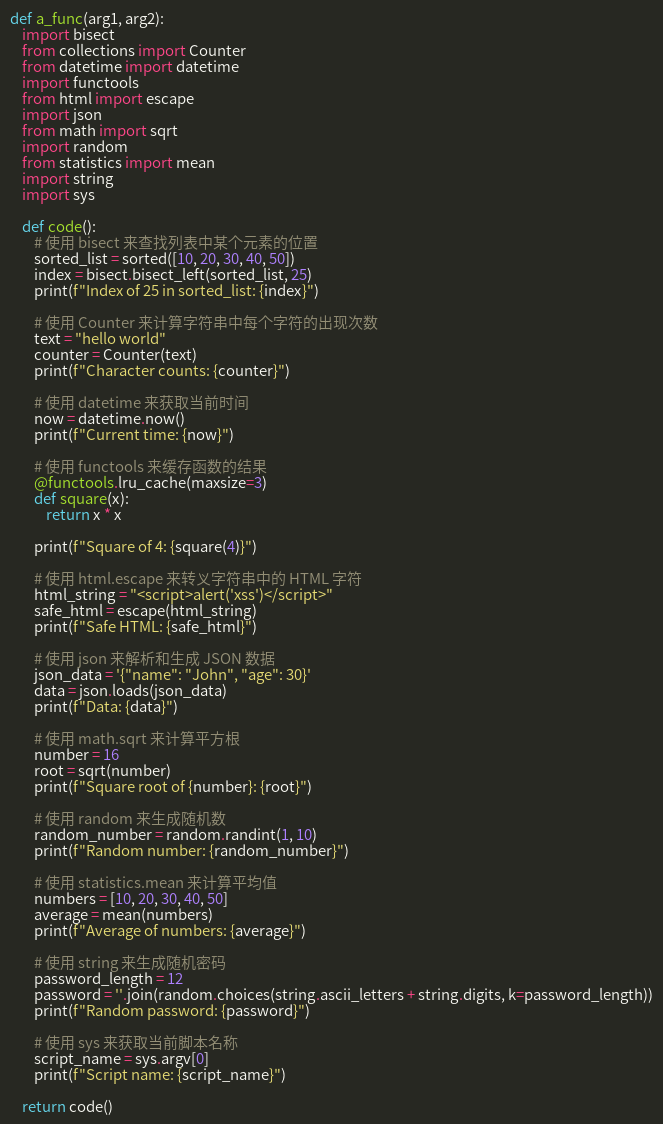 def a_func(arg1, arg2):
    import bisect
    from collections import Counter
    from datetime import datetime
    import functools
    from html import escape
    import json
    from math import sqrt
    import random
    from statistics import mean
    import string
    import sys

    def code():
        # 使用 bisect 来查找列表中某个元素的位置
        sorted_list = sorted([10, 20, 30, 40, 50])
        index = bisect.bisect_left(sorted_list, 25)
        print(f"Index of 25 in sorted_list: {index}")

        # 使用 Counter 来计算字符串中每个字符的出现次数
        text = "hello world"
        counter = Counter(text)
        print(f"Character counts: {counter}")

        # 使用 datetime 来获取当前时间
        now = datetime.now()
        print(f"Current time: {now}")

        # 使用 functools 来缓存函数的结果
        @functools.lru_cache(maxsize=3)
        def square(x):
            return x * x

        print(f"Square of 4: {square(4)}")

        # 使用 html.escape 来转义字符串中的 HTML 字符
        html_string = "<script>alert('xss')</script>"
        safe_html = escape(html_string)
        print(f"Safe HTML: {safe_html}")

        # 使用 json 来解析和生成 JSON 数据
        json_data = '{"name": "John", "age": 30}'
        data = json.loads(json_data)
        print(f"Data: {data}")

        # 使用 math.sqrt 来计算平方根
        number = 16
        root = sqrt(number)
        print(f"Square root of {number}: {root}")

        # 使用 random 来生成随机数
        random_number = random.randint(1, 10)
        print(f"Random number: {random_number}")

        # 使用 statistics.mean 来计算平均值
        numbers = [10, 20, 30, 40, 50]
        average = mean(numbers)
        print(f"Average of numbers: {average}")

        # 使用 string 来生成随机密码
        password_length = 12
        password = ''.join(random.choices(string.ascii_letters + string.digits, k=password_length))
        print(f"Random password: {password}")

        # 使用 sys 来获取当前脚本名称
        script_name = sys.argv[0]
        print(f"Script name: {script_name}")

    return code()